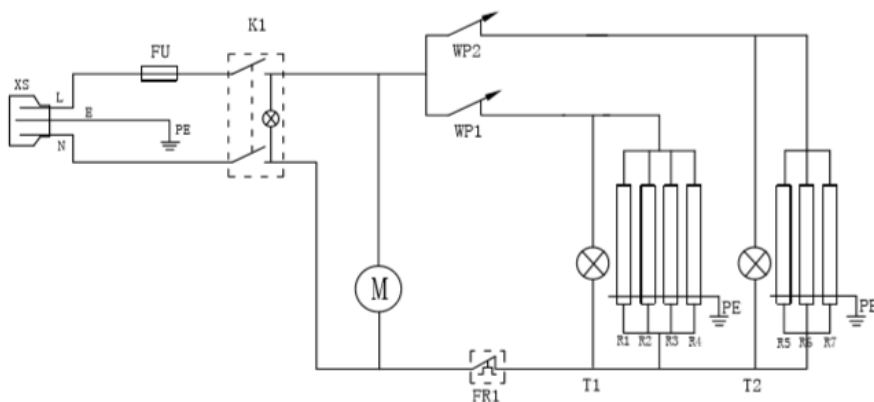 K1
FU
XS
L
E
PE
N
WP2
WP1
M
PE
PE
R1 R2 R3 R4
R5 R6 R7
FR1
T1
T2